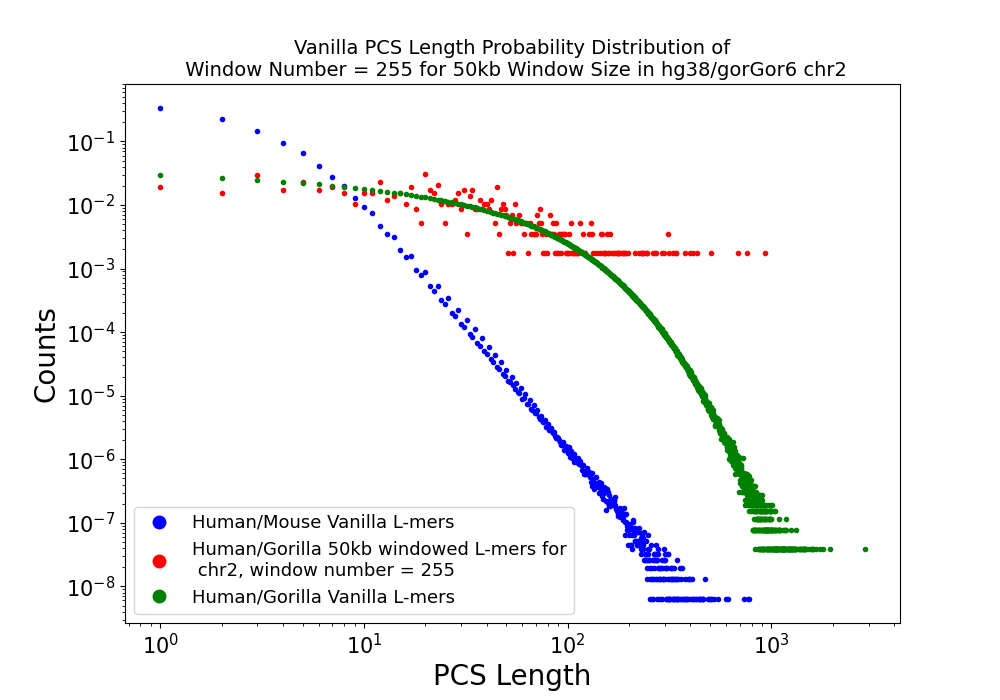 Vanilla PCS Length Probability Distribution of
Window Number = 255 for 50kb Window Size in hg38/gorGor6 chr2
Counts
10⁻¹
10⁻²
10⁻³
10⁻⁴
10⁻⁵
10⁻⁶
10⁻⁷
10⁻⁸
Human/Mouse Vanilla L-mers
Human/Gorilla 50kb windowed L-mers for
chr2, window number = 255
Human/Gorilla Vanilla L-mers
10⁰ 10¹ 10² 10³
PCS Length